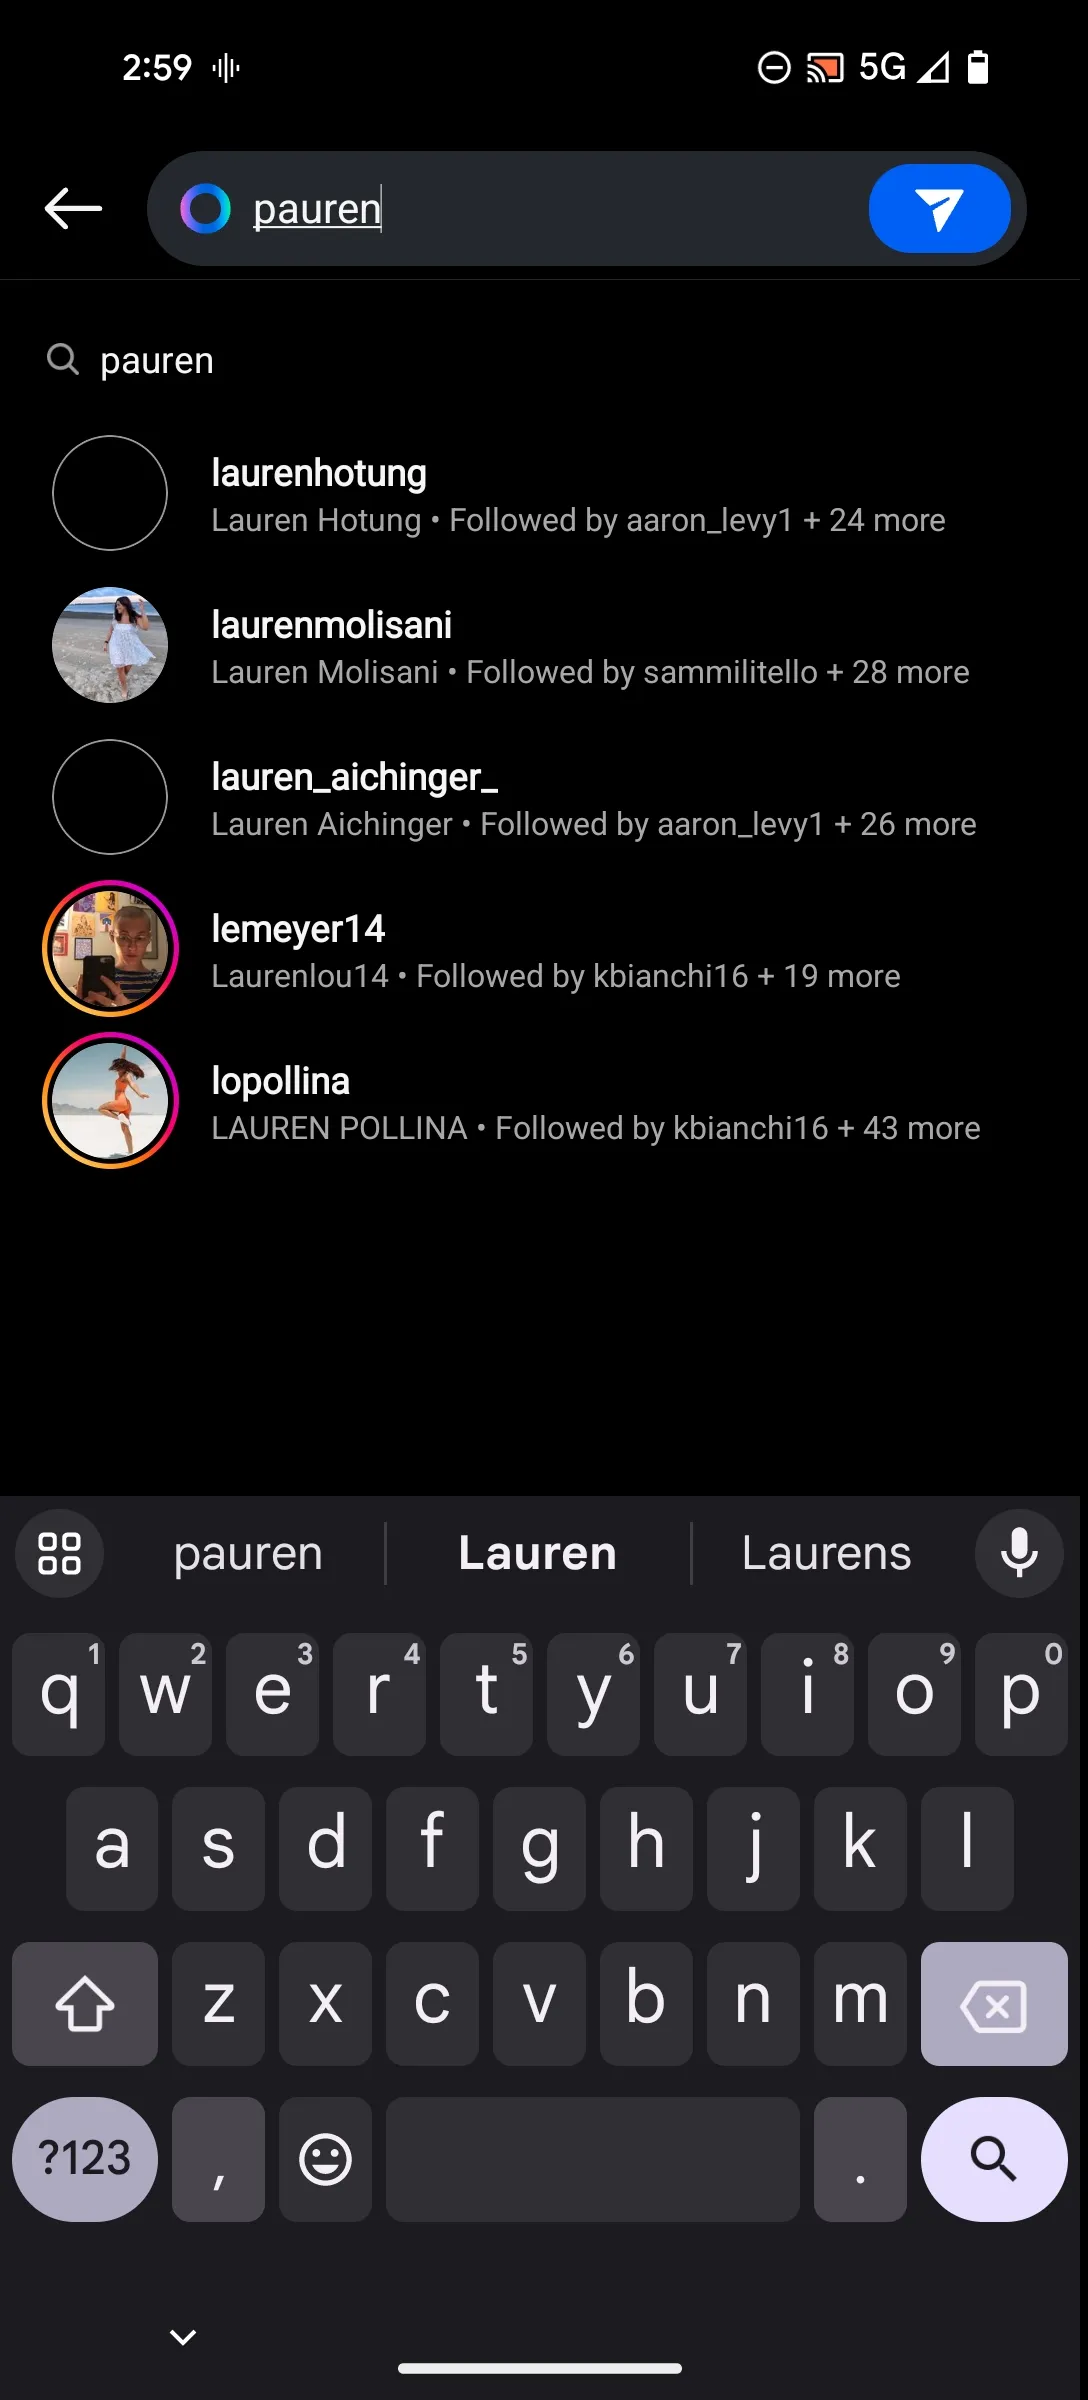 2:59
5G
pauren
pauren
laurenhotung
Lauren Hotung • Followed by aaron_levy1 + 24 more
laurenmolisani
Lauren Molisani • Followed by sammilitello + 28 more
lauren_aichinger_
Lauren Aichinger • Followed by aaron_levy1 + 26 more
lemeyer14
Laurenlou14 • Followed by kbianchi16 + 19 more
lopollina
LAUREN POLLINA • Followed by kbianchi16 + 43 more
pauren Lauren Laurens
1 2 3 4 5 6 7 8 9 0
q w e r t y u i o p
a s d f g h j k l
z x c v b n m
?123 , .